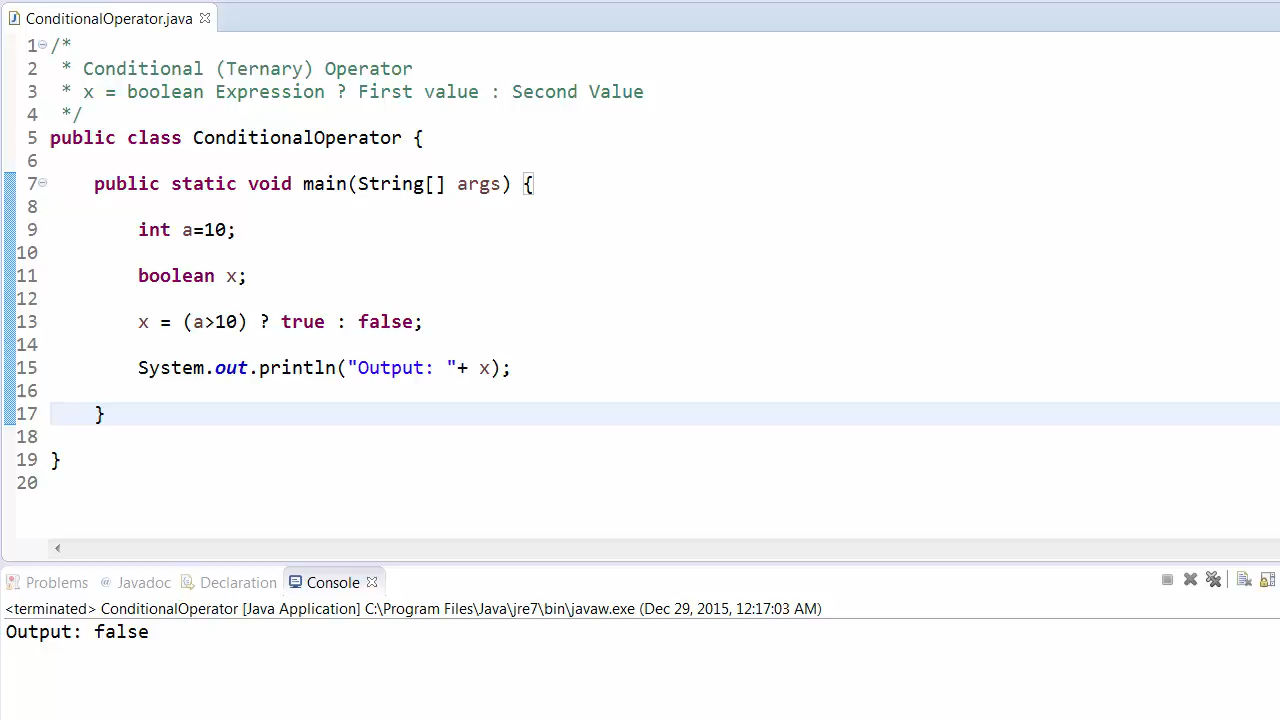 ConditionalOperator.java
1 /*
2  * Conditional (Ternary) Operator
3  * x = boolean Expression ? First value : Second Value
4  */
5 public class ConditionalOperator {
6
7     public static void main(String[] args) {
8
9         int a=10;
10
11         boolean x;
12
13         x = (a>10) ? true : false;
14
15         System.out.println("Output: "+ x);
16
17     }
18
19 }
20
Problems @ Javadoc Declaration Console
<terminated> ConditionalOperator [Java Application] C:\Program Files\Java\jre7\bin\javaw.exe (Dec 29, 2015, 12:17:03 AM)
Output: false